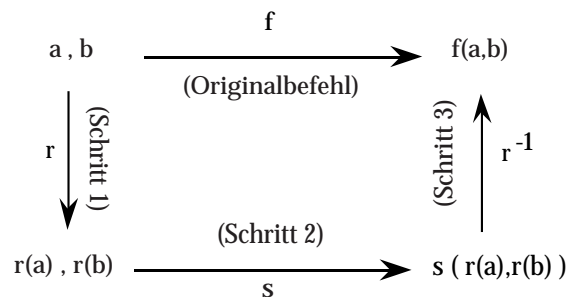 f
a , b
f(a,b)
(Originalbefehl)
r
(Schritt 1)
(Schritt 3)
r -1
(Schritt 2)
r(a) , r(b)
s ( r(a),r(b) )
s